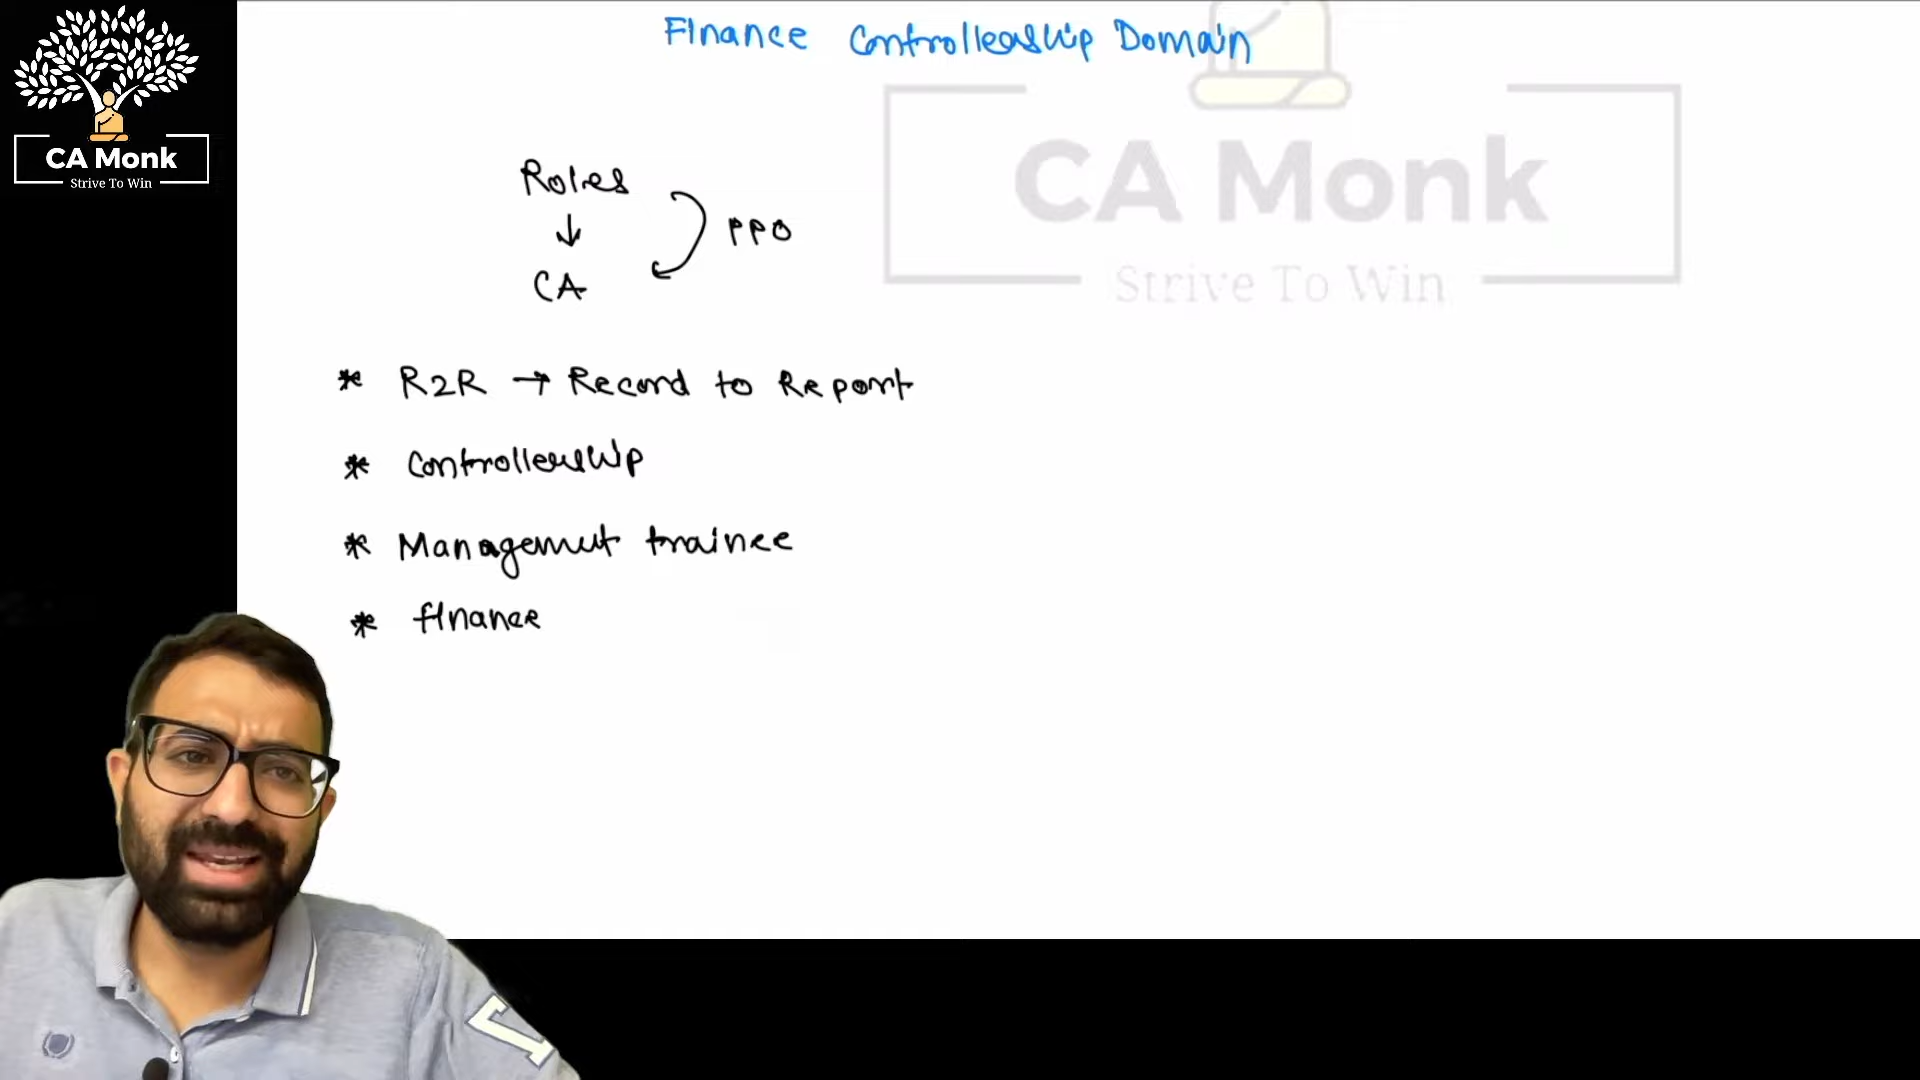 Finance Controllership Domain
CA Monk
Strive To Win
CA Monk
Strive To Win
Roles
↓
PPO
CA
* R2R → Record to Report
* Controllership
* Management trainee
* finance